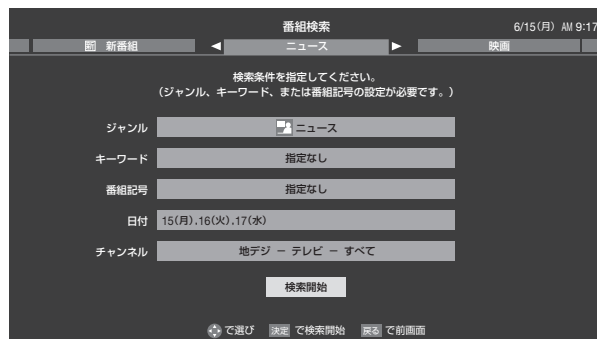 番組検索 6/15(月) AM 9:17
新番組 ニュース 映画
検索条件を指定してください。
(ジャンル、キーワード、または番組記号の設定が必要です。)
ジャンル ニュース
キーワード 指定なし
番組記号 指定なし
日付 15(月).16(火).17(水)
チャンネル 地デジ − テレビ − すべて
検索開始
で選び 決定 で検索開始 戻る で前画面